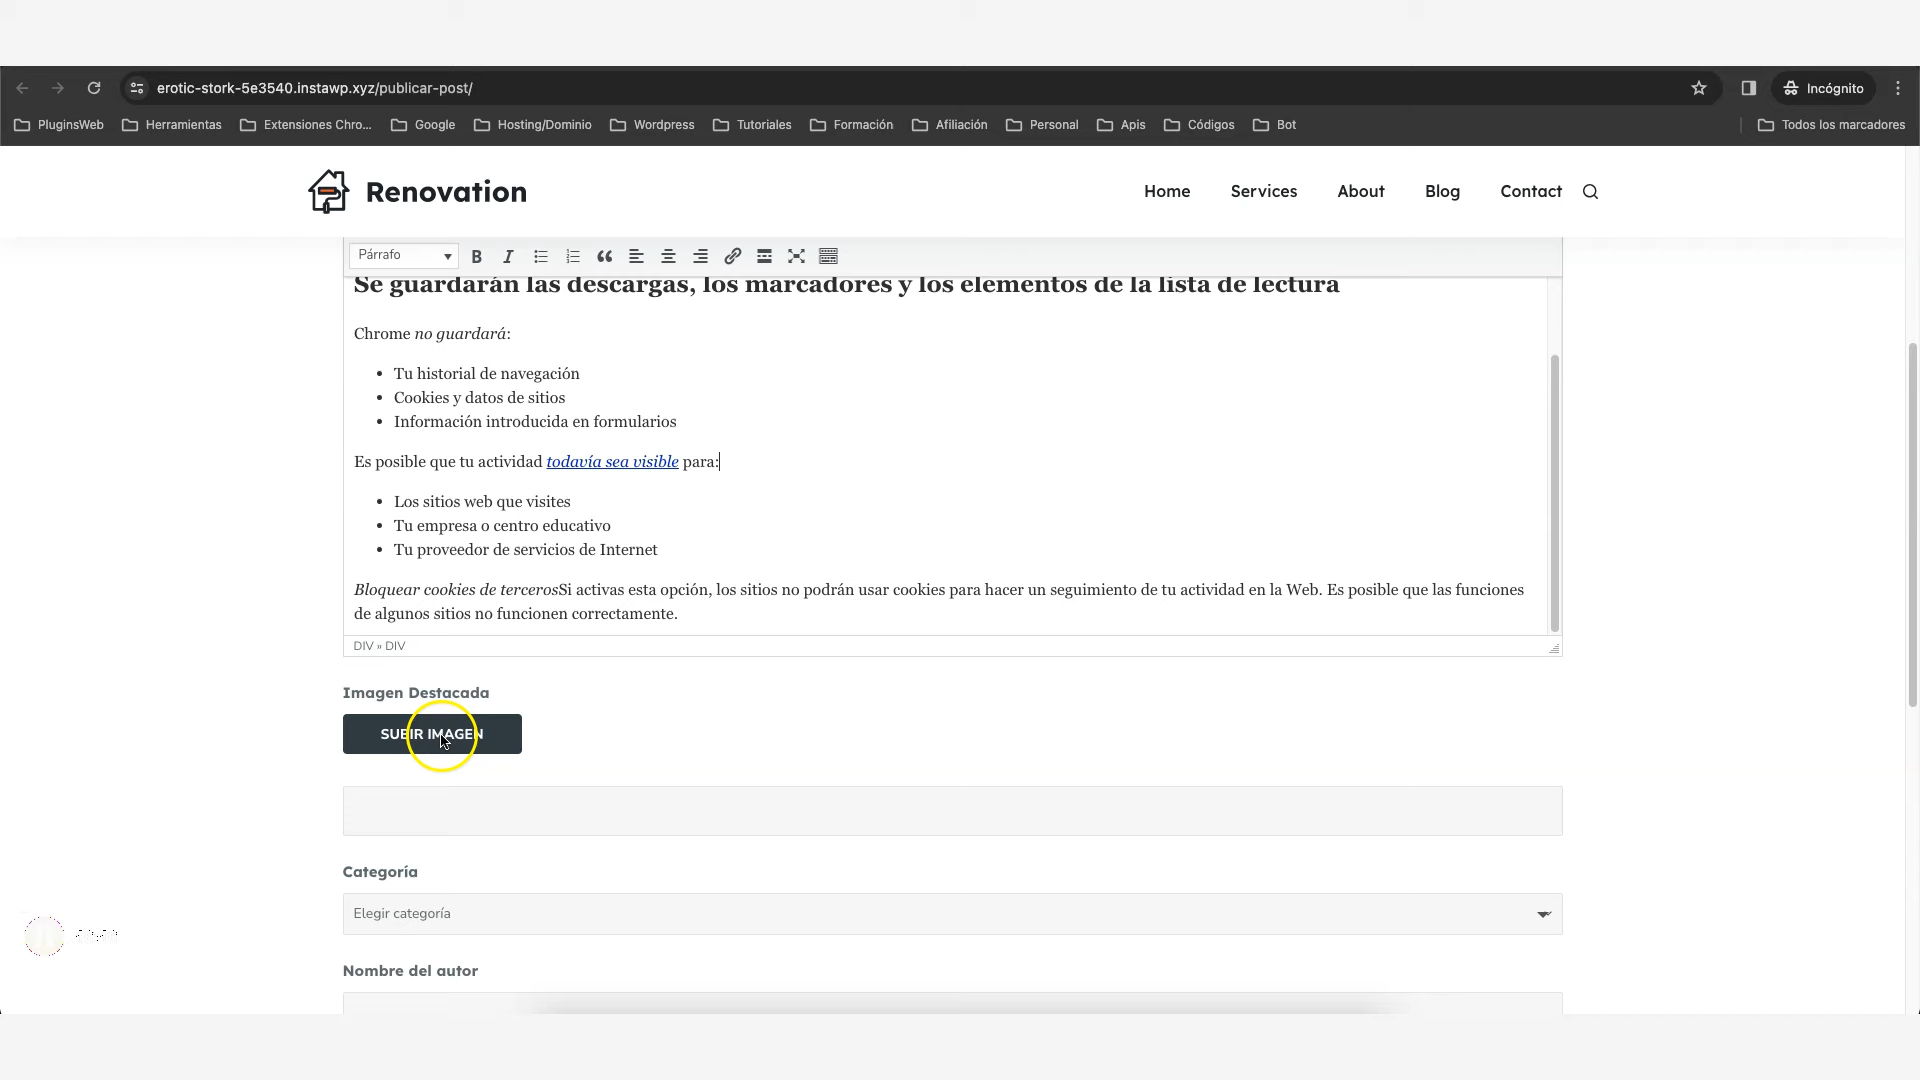 erotic-stork-5e3540.instawp.xyz/publicar-post/
Incógnito
PluginsWeb Herramientas Extensiones Chro... Google Hosting/Dominio Wordpress Tutoriales Formación Afiliación Personal Apis Códigos Bot Todos los marcadores
Renovation Home Services About Blog Contact
Párrafo
Se guardarán las descargas, los marcadores y los elementos de la lista de lectura
Chrome no guardará:
• Tu historial de navegación
• Cookies y datos de sitios
• Información introducida en formularios
Es posible que tu actividad todavía sea visible para:
• Los sitios web que visites
• Tu empresa o centro educativo
• Tu proveedor de servicios de Internet
Bloquear cookies de tercerosSi activas esta opción, los sitios no podrán usar cookies para hacer un seguimiento de tu actividad en la Web. Es posible que las funciones
de algunos sitios no funcionen correctamente.
DIV » DIV
Imagen Destacada
SUBIR IMAGEN
Categoría
Elegir categoría
Nombre del autor